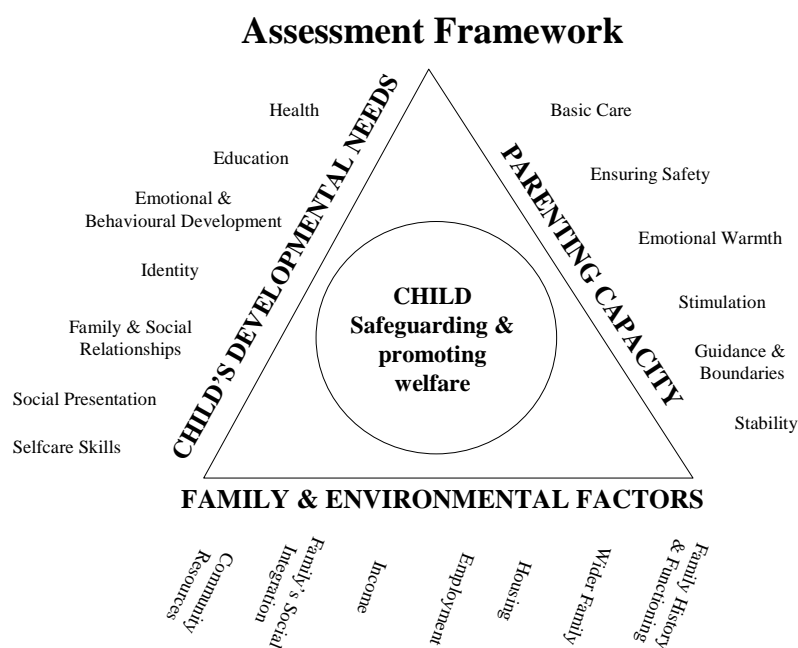 Assessment Framework
Health
Education
Emotional &
Behavioural Development
Identity
Family & Social
Relationships
Social Presentation
Selfcare Skills
CHILD'S DEVELOPMENTAL NEEDS
CHILD
Safeguarding &
promoting
welfare
PARENTING CAPACITY
Basic Care
Ensuring Safety
Emotional Warmth
Stimulation
Guidance &
Boundaries
Stability
FAMILY & ENVIRONMENTAL FACTORS
Community
Resources
Family's Social
Integration
Income
Employment
Housing
Wider Family
Family History
& Functioning